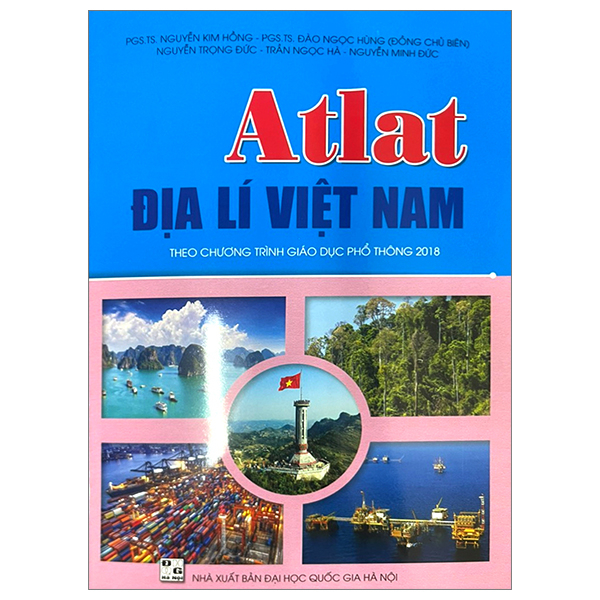 PGS.TS. NGUYỄN KIM HỒNG - PGS.TS. ĐÀO NGỌC HÙNG (ĐỒNG CHỦ BIÊN)
NGUYỄN TRỌNG ĐỨC - TRẦN NGỌC HÀ - NGUYỄN MINH ĐỨC
Atlat
ĐỊA LÍ VIỆT NAM
THEO CHƯƠNG TRÌNH GIÁO DỤC PHỔ THÔNG 2018
Hà Nội
NHÀ XUẤT BẢN ĐẠI HỌC QUỐC GIA HÀ NỘI